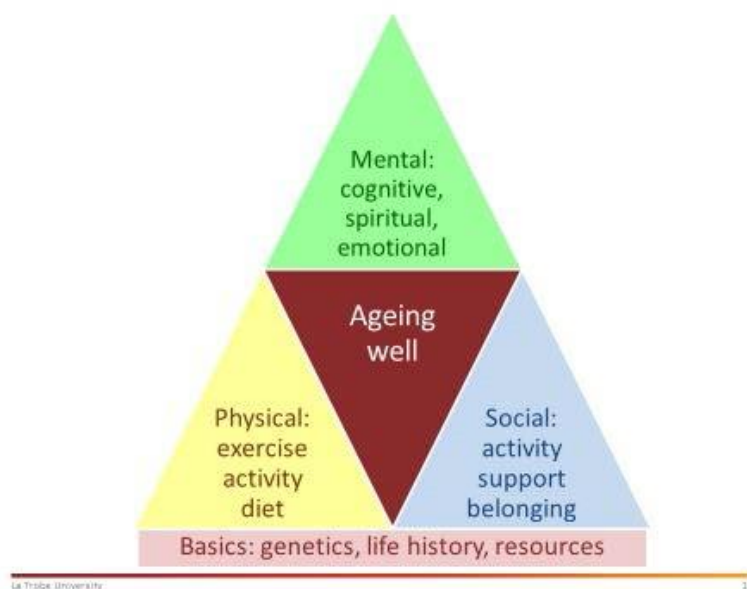 Mental:
cognitive,
spiritual,
emotional
Ageing
well
Physical:
exercise
activity
diet
Social:
activity
support
belonging
Basics: genetics, life history, resources
La Trobe University
1